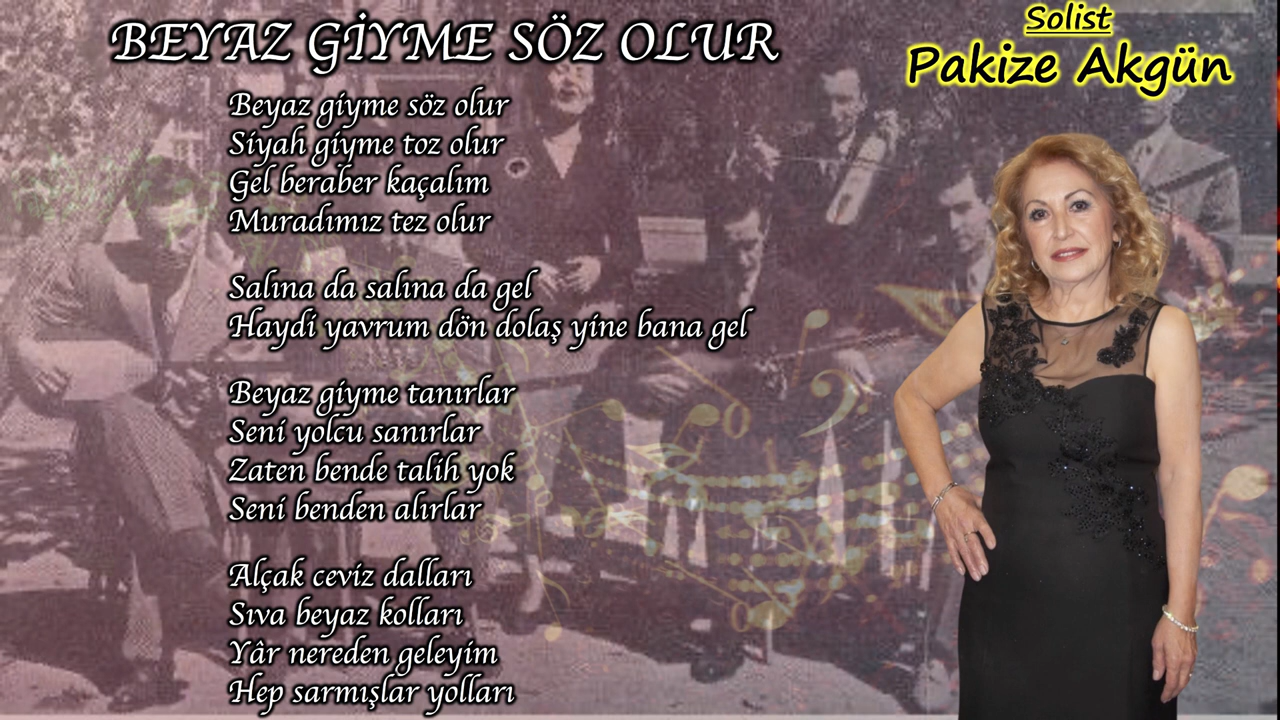 BEYAZ GİYME SÖZ OLUR
Solist
Pakize Akgün
Beyaz giyme söz olur
Siyah giyme toz olur
Gel beraber kaçalım
Muradımız tez olur
Salına da salına da gel
Haydi yavrum dön dolaş yine bana gel
Beyaz giyme tanırlar
Seni yolcu sanırlar
Zaten bende talih yok
Seni benden alırlar
Alçak ceviz dalları
Sıva beyaz kolları
Yâr nereden geleyim
Hep sarmışlar yolları